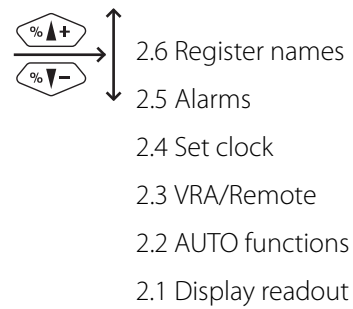 %▲+
%▼−
2.6 Register names
2.5 Alarms
2.4 Set clock
2.3 VRA/Remote
2.2 AUTO functions
2.1 Display readout